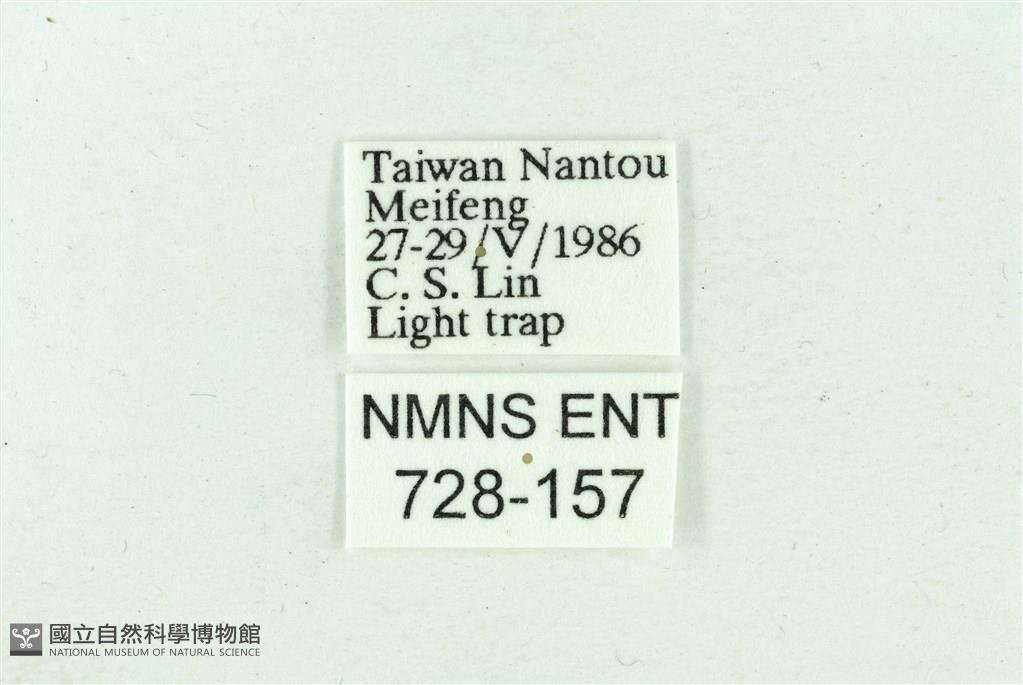 Taiwan Nantou
Meifeng
27-29/V/1986
C. S. Lin
Light trap
NMNS ENT
728-157
國立自然科學博物館
NATIONAL MUSEUM OF NATURAL SCIENCE